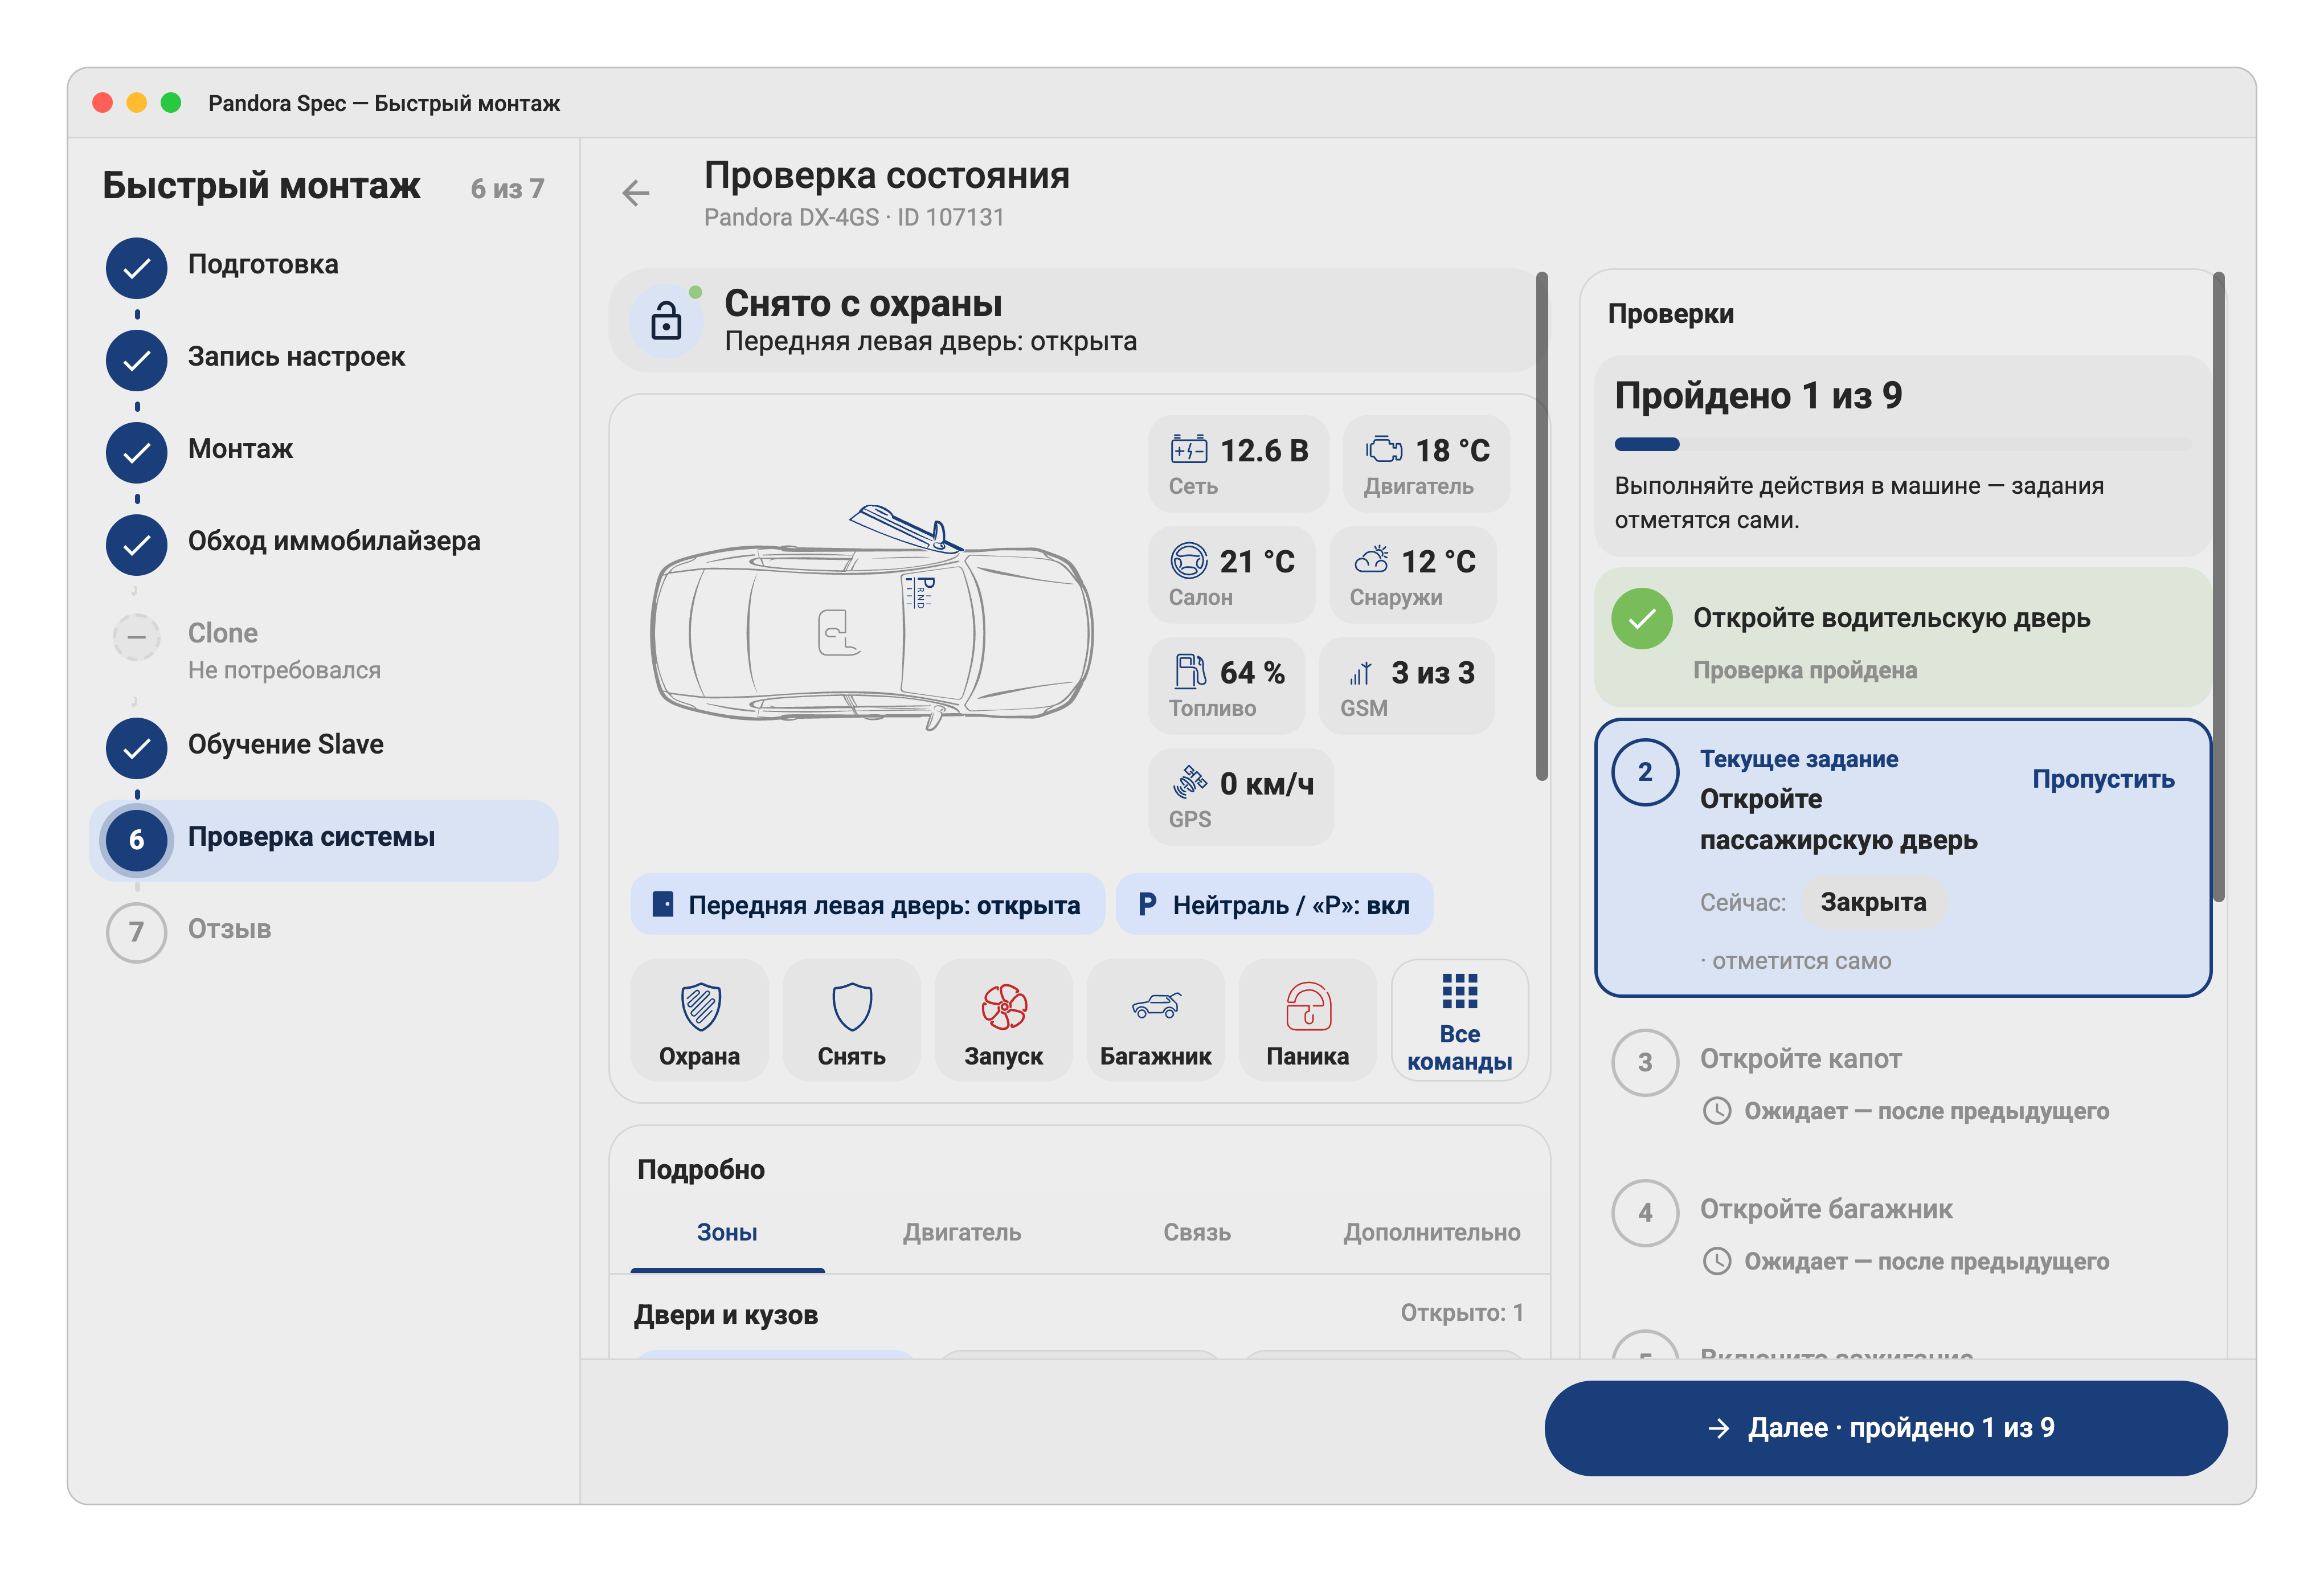 Pandora Spec — Быстрый монтаж
Быстрый монтаж
6 из 7
Подготовка
Запись настроек
Монтаж
Обход иммобилайзера
Clone
Не потребовался
Обучение Slave
6
Проверка системы
7
Отзыв
Проверка состояния
Pandora DX-4GS · ID 107131
Снято с охраны
Передняя левая дверь: открыта
P
RND
12.6 В
Сеть
18 °C
Двигатель
21 °C
Салон
12 °C
Снаружи
64 %
Топливо
3 из 3
GSM
0 км/ч
GPS
Передняя левая дверь: открыта
P Нейтраль / «P»: вкл
Охрана
Снять
Запуск
Багажник
Паника
Все
команды
Подробно
Зоны
Двигатель
Связь
Дополнительно
Двери и кузов
Открыто: 1
Проверки
Пройдено 1 из 9
Выполняйте действия в машине — задания
отметятся сами.
Откройте водительскую дверь
Проверка пройдена
2
Текущее задание
Откройте
пассажирскую дверь
Пропустить
Сейчас: Закрыта
· отметится само
3
Откройте капот
Ожидает — после предыдущего
4
Откройте багажник
Ожидает — после предыдущего
5
Включите зажигание
→ Далее · пройдено 1 из 9